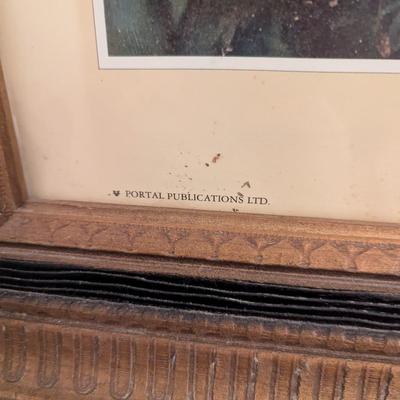 PORTAL PUBLICATIONS LTD.